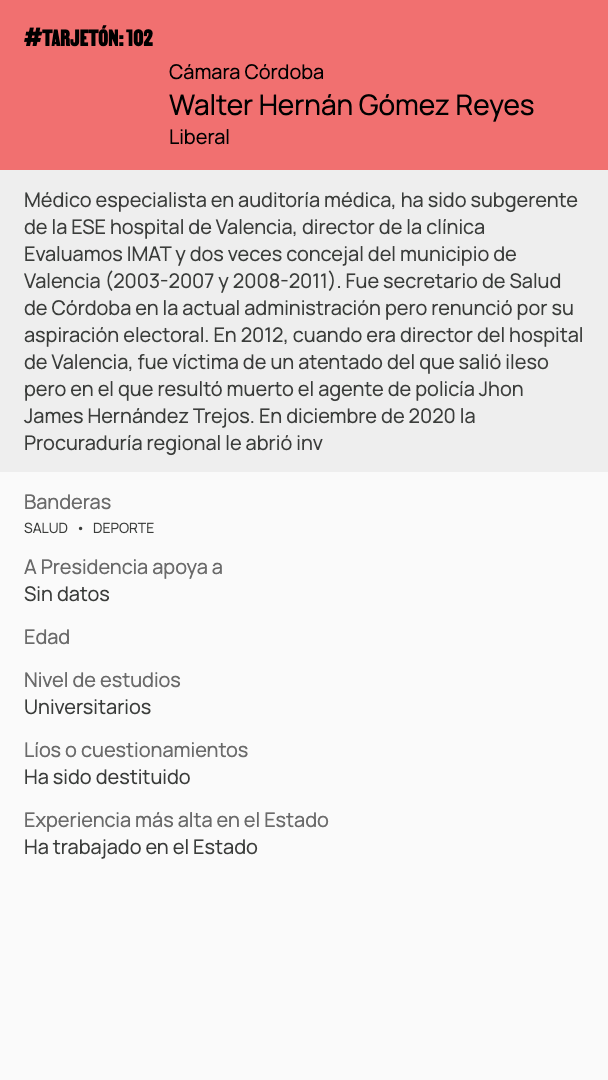 #TARJETÓN: 102
Cámara Córdoba
Walter Hernán Gómez Reyes
Liberal
Médico especialista en auditoría médica, ha sido subgerente
de la ESE hospital de Valencia, director de la clínica
Evaluamos IMAT y dos veces concejal del municipio de
Valencia (2003-2007 y 2008-2011). Fue secretario de Salud
de Córdoba en la actual administración pero renunció por su
aspiración electoral. En 2012, cuando era director del hospital
de Valencia, fue víctima de un atentado del que salió ileso
pero en el que resultó muerto el agente de policía Jhon
James Hernández Trejos. En diciembre de 2020 la
Procuraduría regional le abrió inv
Banderas
SALUD • DEPORTE
A Presidencia apoya a
Sin datos
Edad
Nivel de estudios
Universitarios
Líos o cuestionamientos
Ha sido destituido
Experiencia más alta en el Estado
Ha trabajado en el Estado